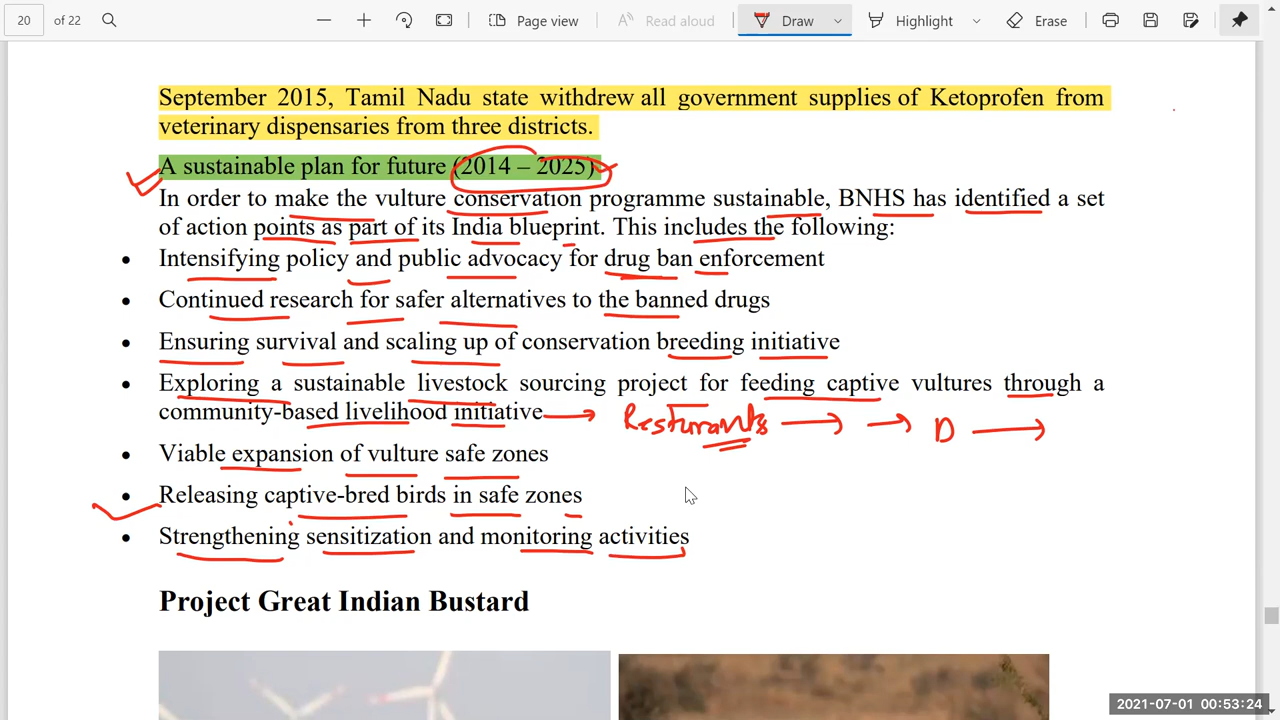 20 of 22 Page view Read aloud Draw Highlight Erase
September 2015, Tamil Nadu state withdrew all government supplies of Ketoprofen from
veterinary dispensaries from three districts.
A sustainable plan for future (2014 – 2025)
In order to make the vulture conservation programme sustainable, BNHS has identified a set
of action points as part of its India blueprint. This includes the following:
• Intensifying policy and public advocacy for drug ban enforcement
• Continued research for safer alternatives to the banned drugs
• Ensuring survival and scaling up of conservation breeding initiative
• Exploring a sustainable livestock sourcing project for feeding captive vultures through a
community-based livelihood initiative → Resturants → → D →
• Viable expansion of vulture safe zones
• Releasing captive-bred birds in safe zones
• Strengthening sensitization and monitoring activities
Project Great Indian Bustard
2021-07-01 00:53:24